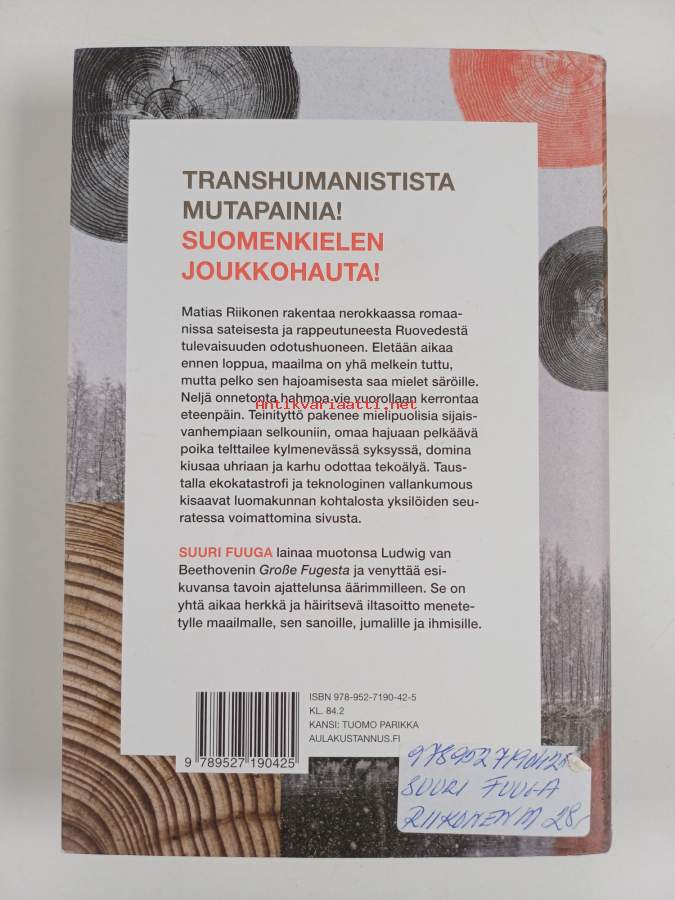 TRANSHUMANISTISTA
MUTAPAINIA!
SUOMENKIELEN
JOUKKOHAUTA!
Matias Riikonen rakentaa nerokkaassa romaa-
nissa sateisesta ja rappeutuneesta Ruovedestä
tulevaisuuden odotushuoneen. Eletään aikaa
ennen loppua, maailma on yhä melkein tuttu,
mutta pelko sen hajoamisesta saa mielet säröille.
Neljä onnetonta hahmoa vie vuorollaan kerrontaa
Antikvariaatti.net
eteenpäin. Teinityttö pakenee mielipuolisia sijais-
vanhempiaan selkouniin, omaa hajuaan pelkäävä
poika telttailee kylmenevässä syksyssä, domina
kiusaa uhriaan ja karhu odottaa tekoälyä. Taus-
talla ekokatastrofi ja teknologinen vallankumous
kisaavat luomakunnan kohtalosta yksilöiden seu-
ratessa voimattomina sivusta.
SUURI FUUGA lainaa muotonsa Ludwig van
Beethovenin Große Fugesta ja venyttää esi-
kuvansa tavoin ajattelunsa äärimmilleen. Se on
yhtä aikaa herkkä ja häiritsevä iltasoitto menete-
tylle maailmalle, sen sanoille, jumalille ja ihmisille.
ISBN 978-952-7190-42-5
KL. 84.2
KANSI: TUOMO PARIKKA
AULAKUSTANNUS.FI
9 789527 190425
SUURI FUUGA
RIIKONEN M 28,